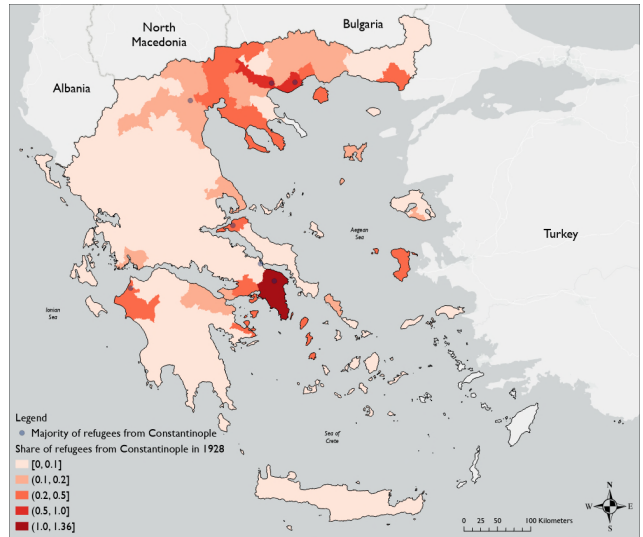 North
Macedonia
Bulgaria
Albania
Aegean
Sea
Turkey
Ionian
Sea
Legend
Majority of refugees from Constantinople
Sea of
Crete
Share of refugees from Constantinople in 1928
[0, 0.1]
(0.1, 0.2]
(0.2, 0.5]
(0.5, 1.0]
(1.0, 1.36]
N
W
E
S
0 25 50 100 Kilometers